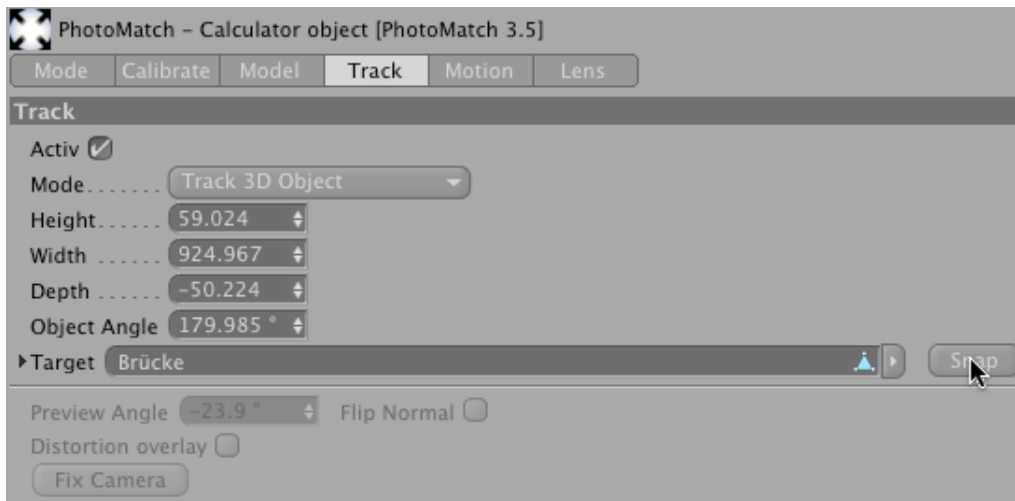 PhotoMatch – Calculator object [PhotoMatch 3.5]
Mode Calibrate Model Track Motion Lens
Track
Activ
Mode....... Track 3D Object
Height...... 59.024
Width ...... 924.967
Depth ...... -50.224
Object Angle 179.985 °
Target Brücke Snap
Preview Angle -23.9 ° Flip Normal
Distortion overlay
Fix Camera